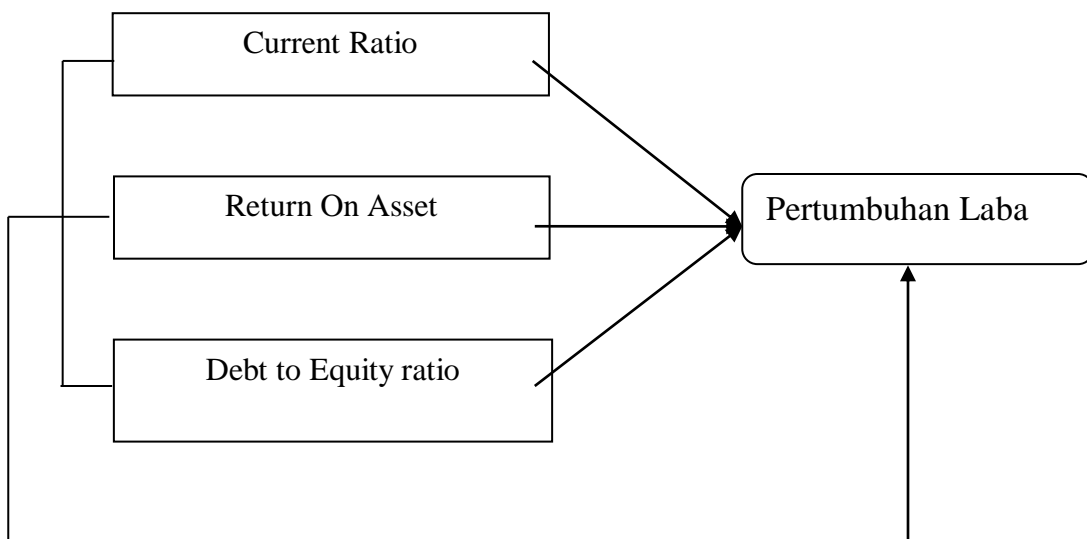 Current Ratio
Return On Asset
Pertumbuhan Laba
Debt to Equity ratio